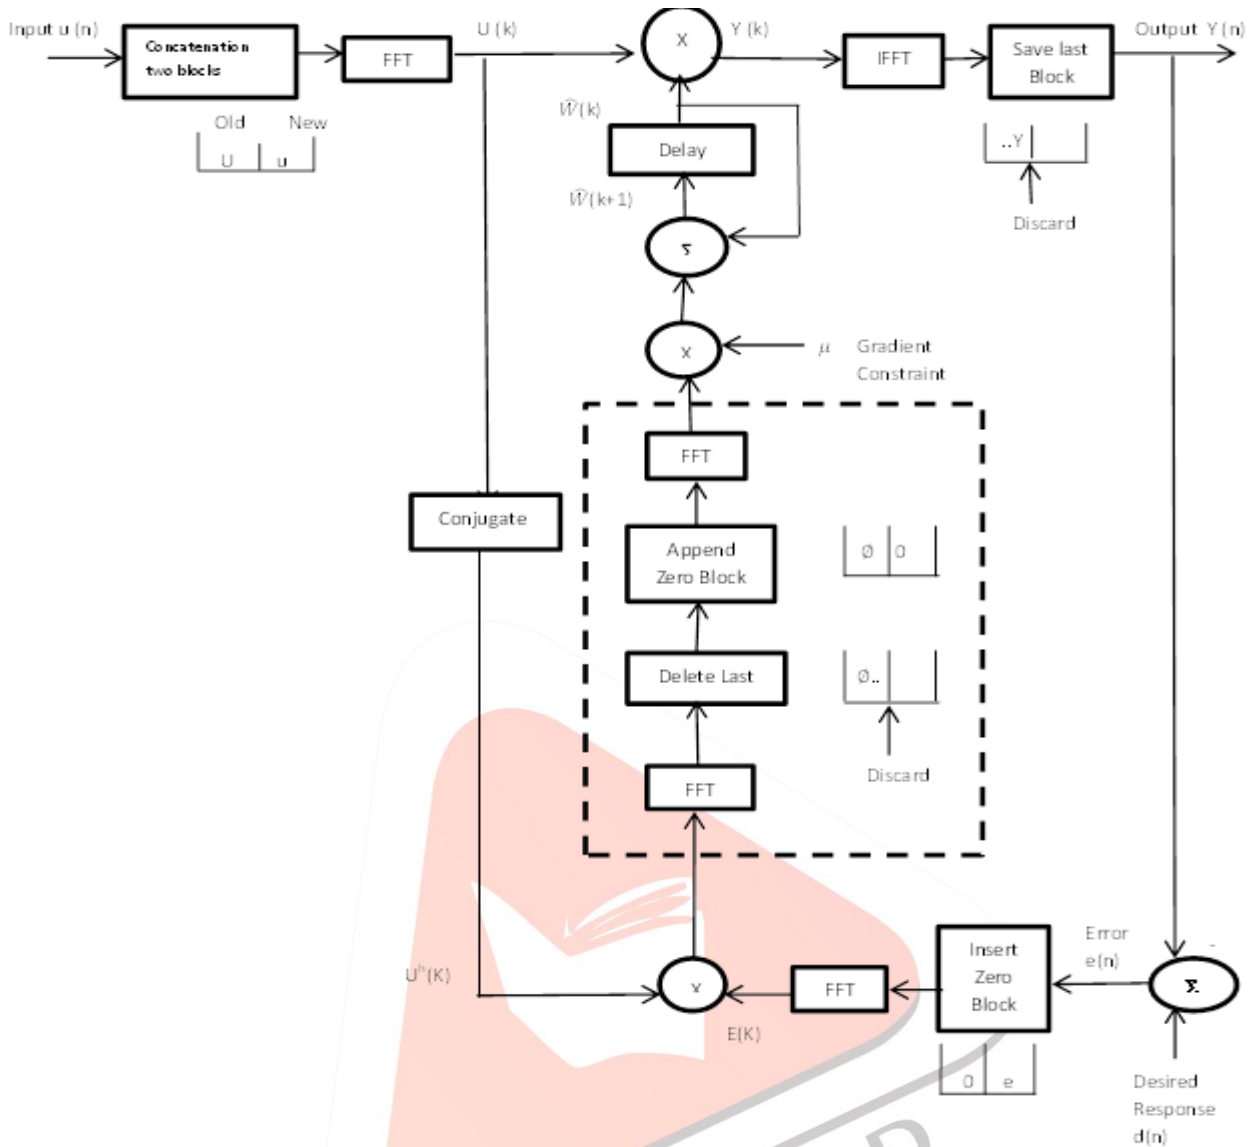 Input u (n)
Concatenation
two blocks
FFT
U (k)
X
Y (k)
IFFT
Save last
Block
Output Y (n)
Old New
U u
Ŵ(k)
Delay
Ŵ(k+1)
Σ
..Y
Discard
X
μ Gradient
Constraint
FFT
Conjugate
Append
Zero Block
Ø 0
Delete Last
Ø..
Discard
FFT
Uʰ(K)
X
E(K)
FFT
Insert
Zero
Block
0 e
Error
e(n)
-
Σ
Desired
Response
d(n)